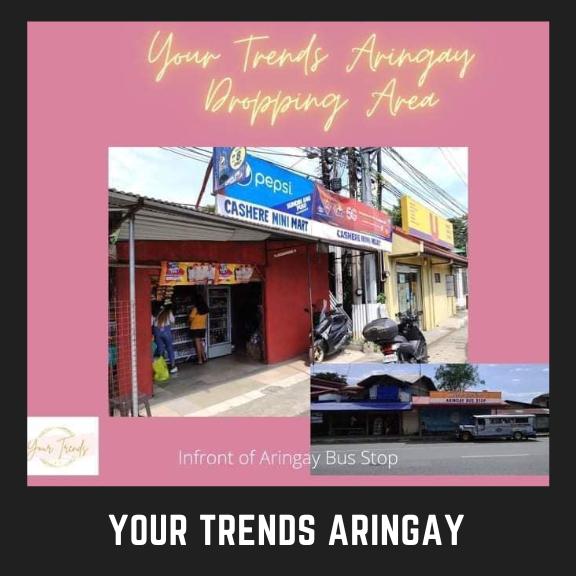 Your Trends Aringay
Dropping Area
pepsi
CASHERE MINI MART
5G
CASHERE MINI MART
ARINGAY BUS STOP
Your Trends
Infront of Aringay Bus Stop
YOUR TRENDS ARINGAY